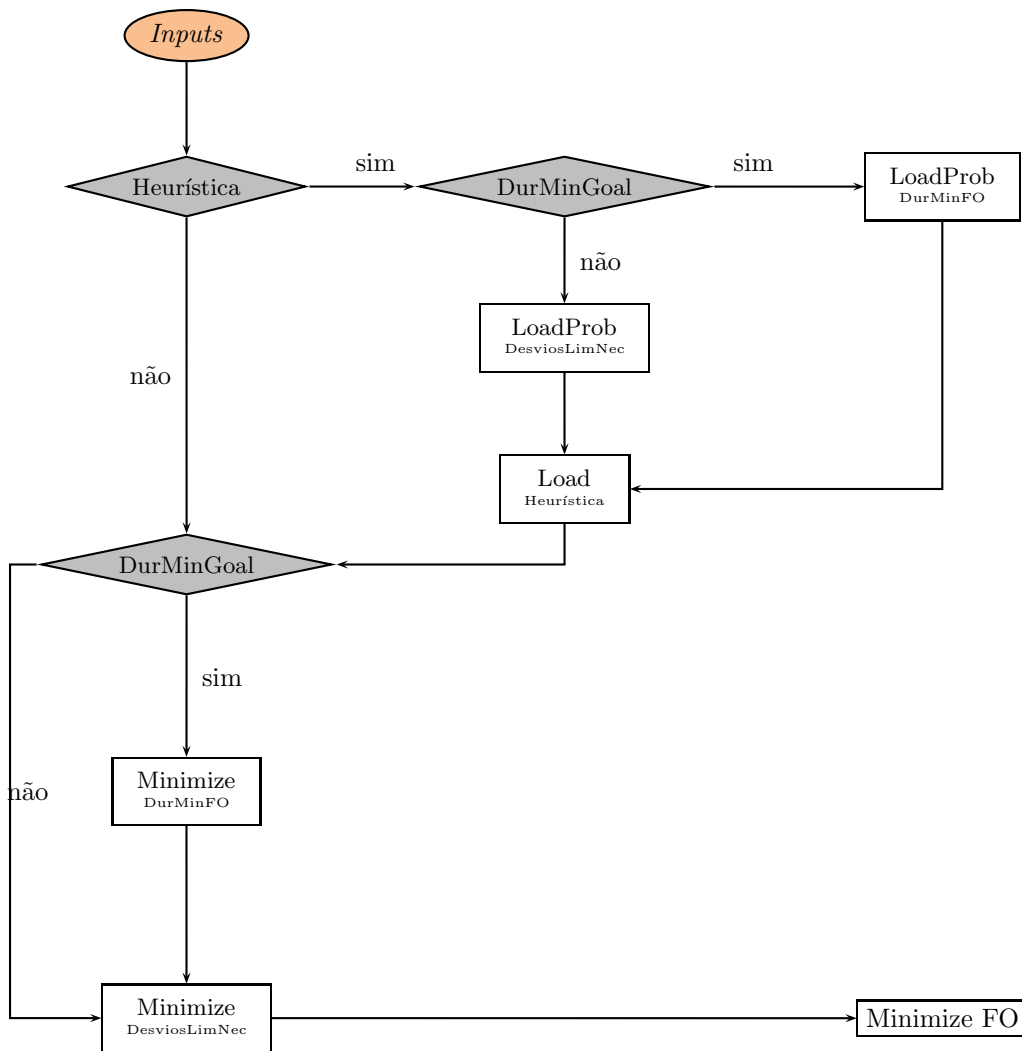 Inputs
sim
sim
Heurística
DurMinGoal
LoadProb
DurMinFO
não
LoadProb
DesviosLimNec
não
Load
Heurística
DurMinGoal
sim
Minimize
DurMinFO
não
Minimize
DesviosLimNec
Minimize FO